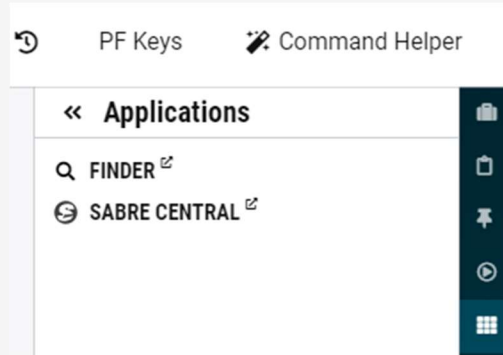 PF Keys Command Helper
« Applications
FINDER
SABRE CENTRAL